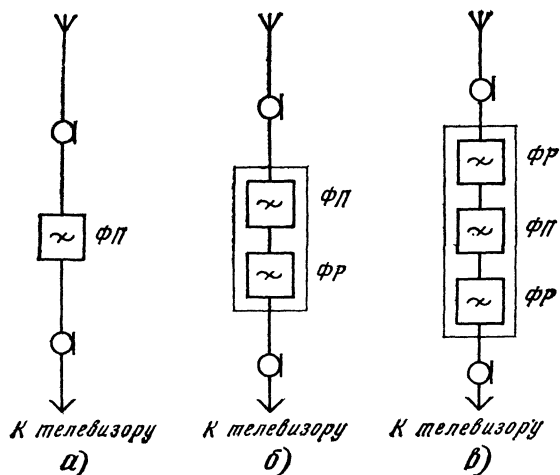 ФП
К телевизору
а)
ФП
ФР
К телевизору
б)
ФР
ФП
ФР
К телевизору
в)